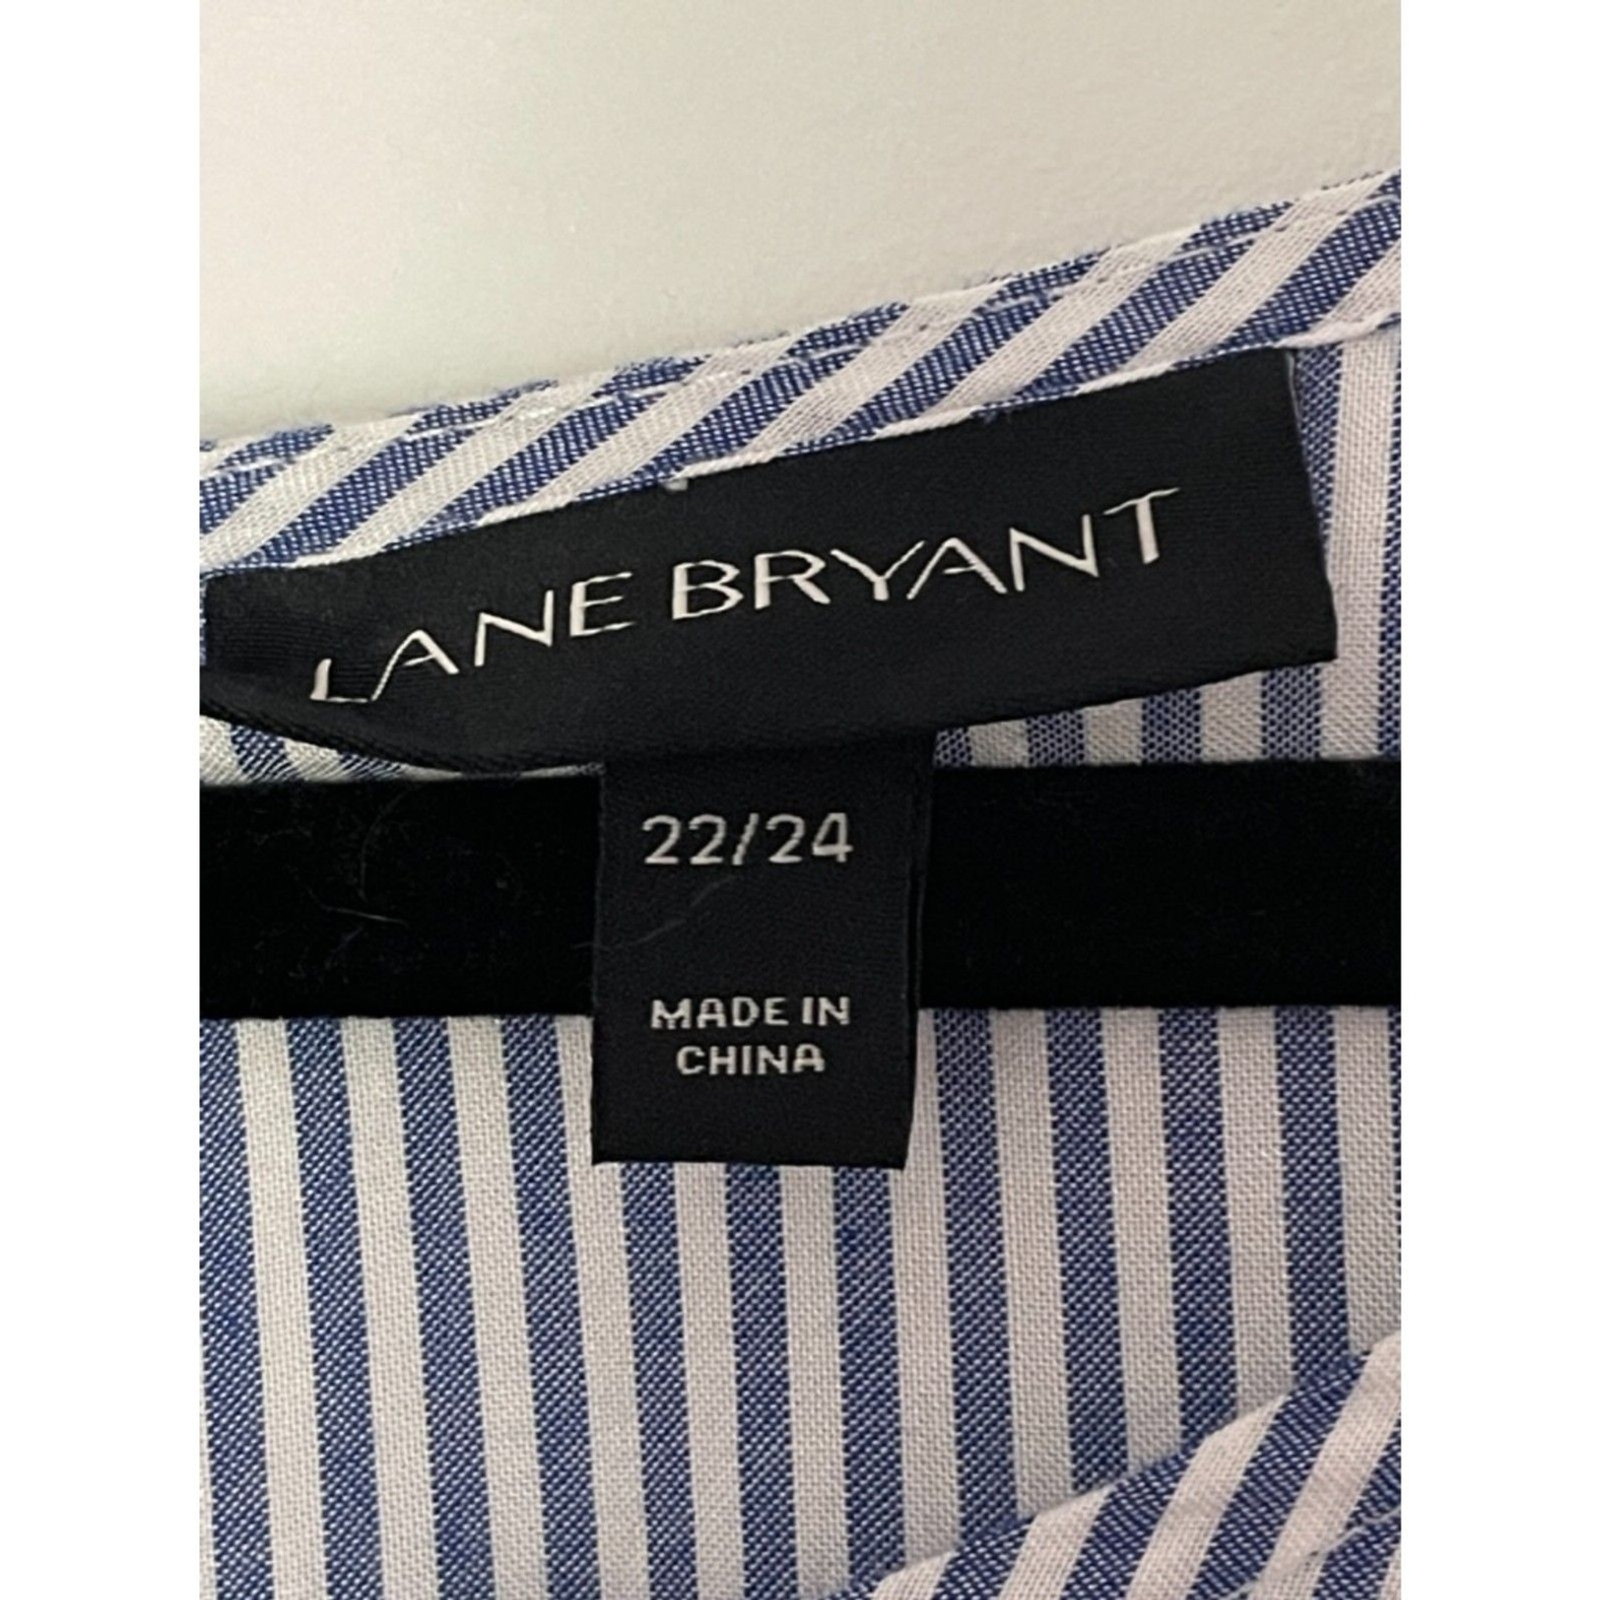 LANE BRYANT
22/24
MADE IN
CHINA